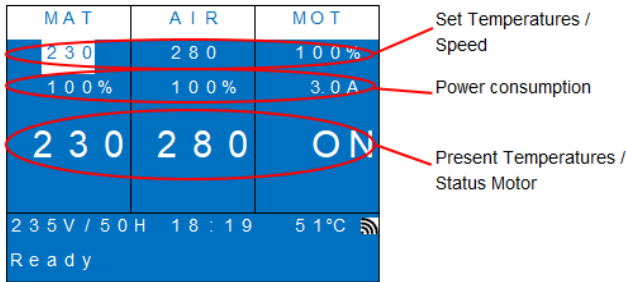 MAT AIR MOT
230 280 100%
100% 100% 3.0A
230 280 ON
235V/50H 18:19 51°C
Ready
Set Temperatures /
Speed
Power consumption
Present Temperatures /
Status Motor